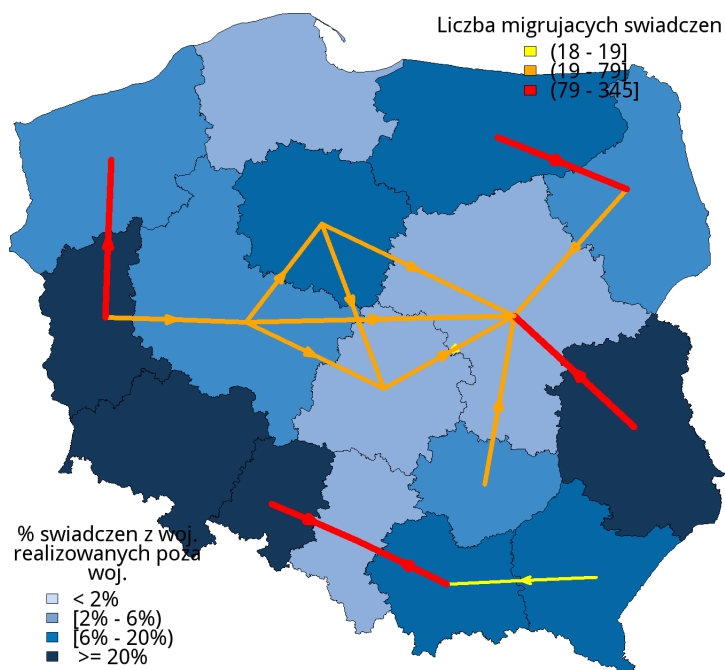 Liczba migrujacych swiadczen
(18 - 19]
(19 - 79]
(79 - 345]
% swiadczen z woj.
realizowanych poza
woj.
< 2%
[2% - 6%)
[6% - 20%)
>= 20%